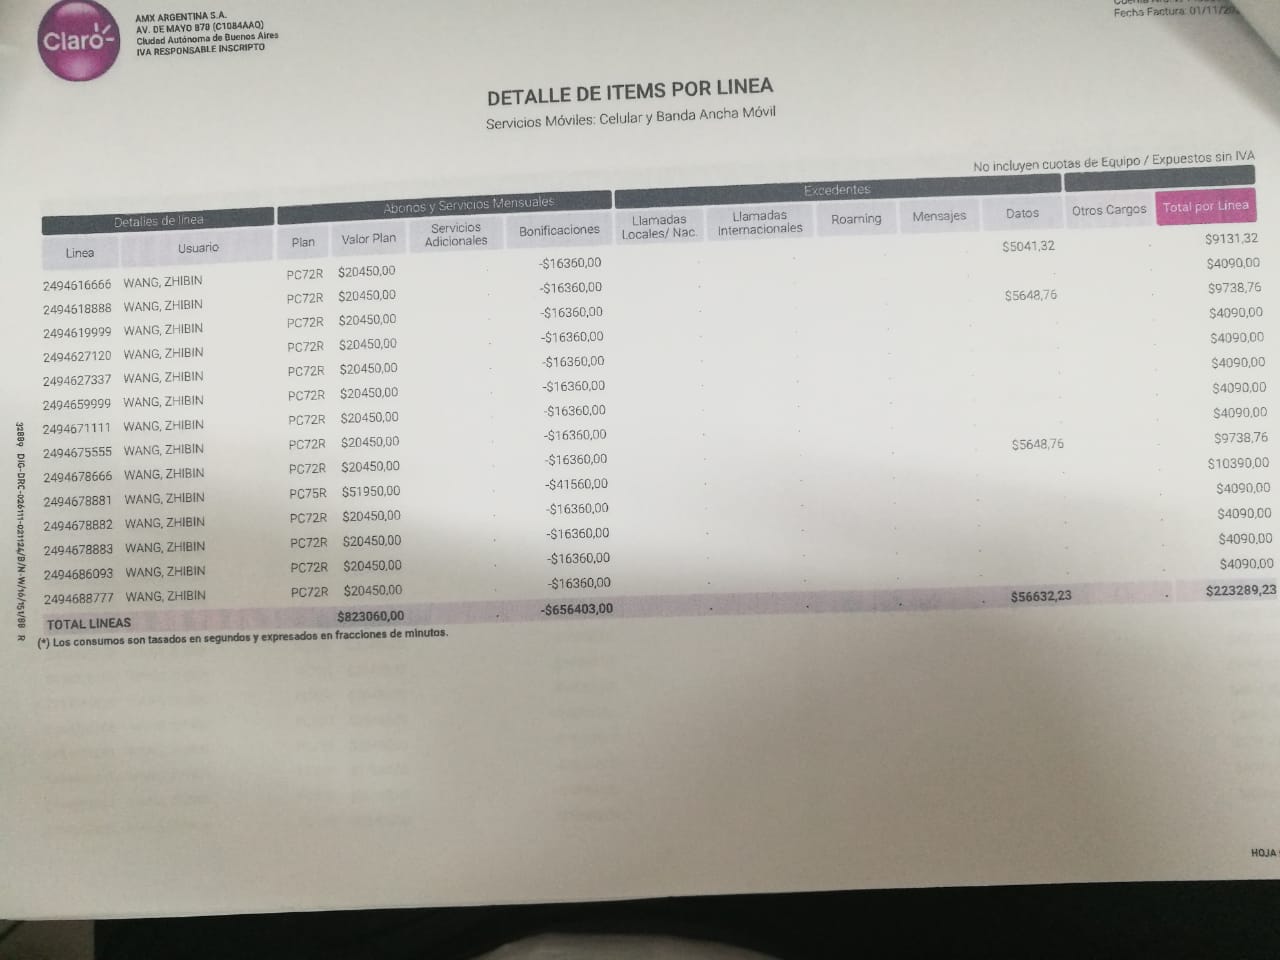 Claro-
AMX ARGENTINA S.A.
AV. DE MAYO 878 (C1084AAQ)
Ciudad Autónoma de Buenos Aires
IVA RESPONSABLE INSCRIPTO
Fecha Factura: 01/11/20
DETALLE DE ITEMS POR LINEA
Servicios Móviles: Celular y Banda Ancha Móvil
No incluyen cuotas de Equipo / Expuestos sin IVA
Detalles de línea Abonos y Servicios Mensuales Excedentes
Linea Usuario Plan Valor Plan Servicios Adicionales Bonificaciones Llamadas Locales/ Nac. Llamadas Internacionales Roaming Mensajes Datos Otros Cargos Total por Linea
2494616666 WANG, ZHIBIN PC72R $20450,00 -$16360,00 $5041,32 $9131,32
2494618888 WANG, ZHIBIN PC72R $20450,00 -$16360,00 $4090,00
2494619999 WANG, ZHIBIN PC72R $20450,00 -$16360,00 $5648,76 $9738,76
2494627120 WANG, ZHIBIN PC72R $20450,00 -$16360,00 $4090,00
2494627337 WANG, ZHIBIN PC72R $20450,00 -$16360,00 $4090,00
2494659999 WANG, ZHIBIN PC72R $20450,00 -$16360,00 $4090,00
2494671111 WANG, ZHIBIN PC72R $20450,00 -$16360,00 $4090,00
2494675555 WANG, ZHIBIN PC72R $20450,00 -$16360,00 $4090,00
2494678666 WANG, ZHIBIN PC72R $20450,00 -$16360,00 $5648,76 $9738,76
2494678881 WANG, ZHIBIN PC75R $51950,00 -$41560,00 $10390,00
2494678882 WANG, ZHIBIN PC72R $20450,00 -$16360,00 $4090,00
2494678883 WANG, ZHIBIN PC72R $20450,00 -$16360,00 $4090,00
2494686093 WANG, ZHIBIN PC72R $20450,00 -$16360,00 $4090,00
2494688777 WANG, ZHIBIN PC72R $20450,00 -$16360,00 $4090,00
TOTAL LINEAS $823060,00 -$656403,00 $56632,23 $223289,23
(*) Los consumos son tasados en segundos y expresados en fracciones de minutos.
32889 DIG-DRC-026111-021124/B/N-W/16/151/88 R
HOJA